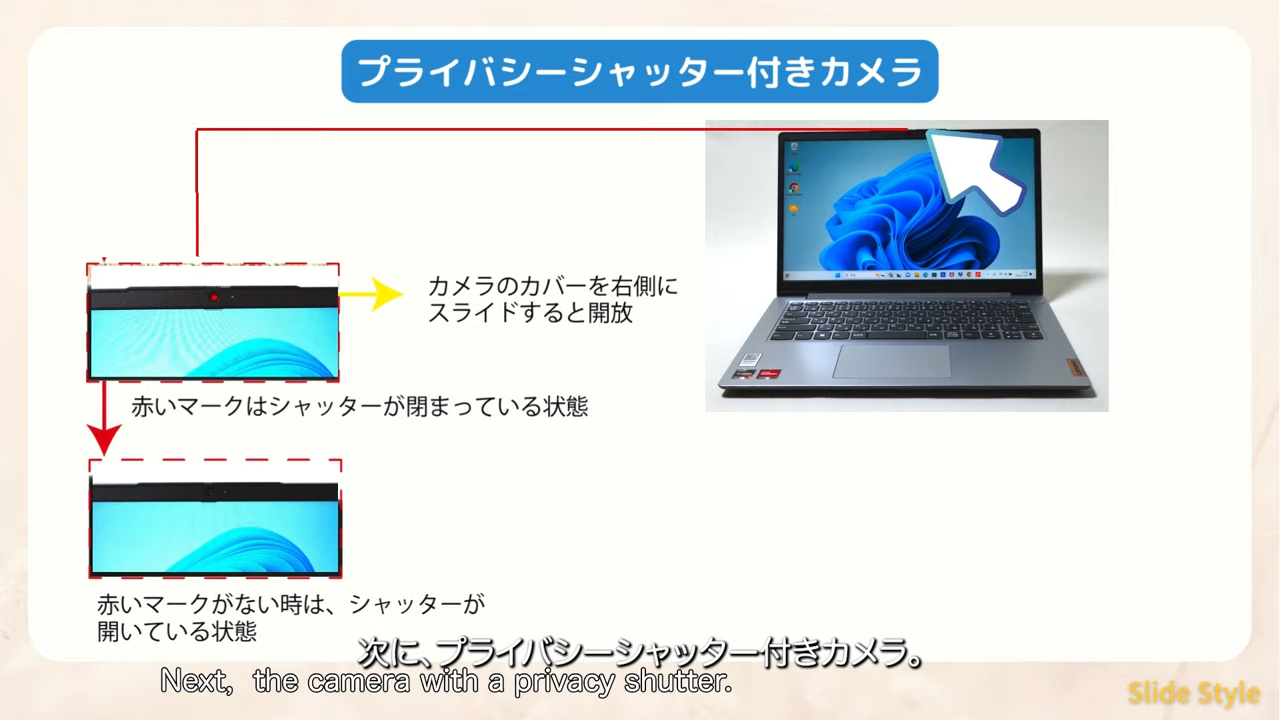 プライバシーシャッター付きカメラ
カメラのカバーを右側に
スライドすると開放
赤いマークはシャッターが閉まっている状態
赤いマークがない時は、シャッターが
開いている状態
次に、プライバシーシャッター付きカメラ。
Next, the camera with a privacy shutter.
Slide Style